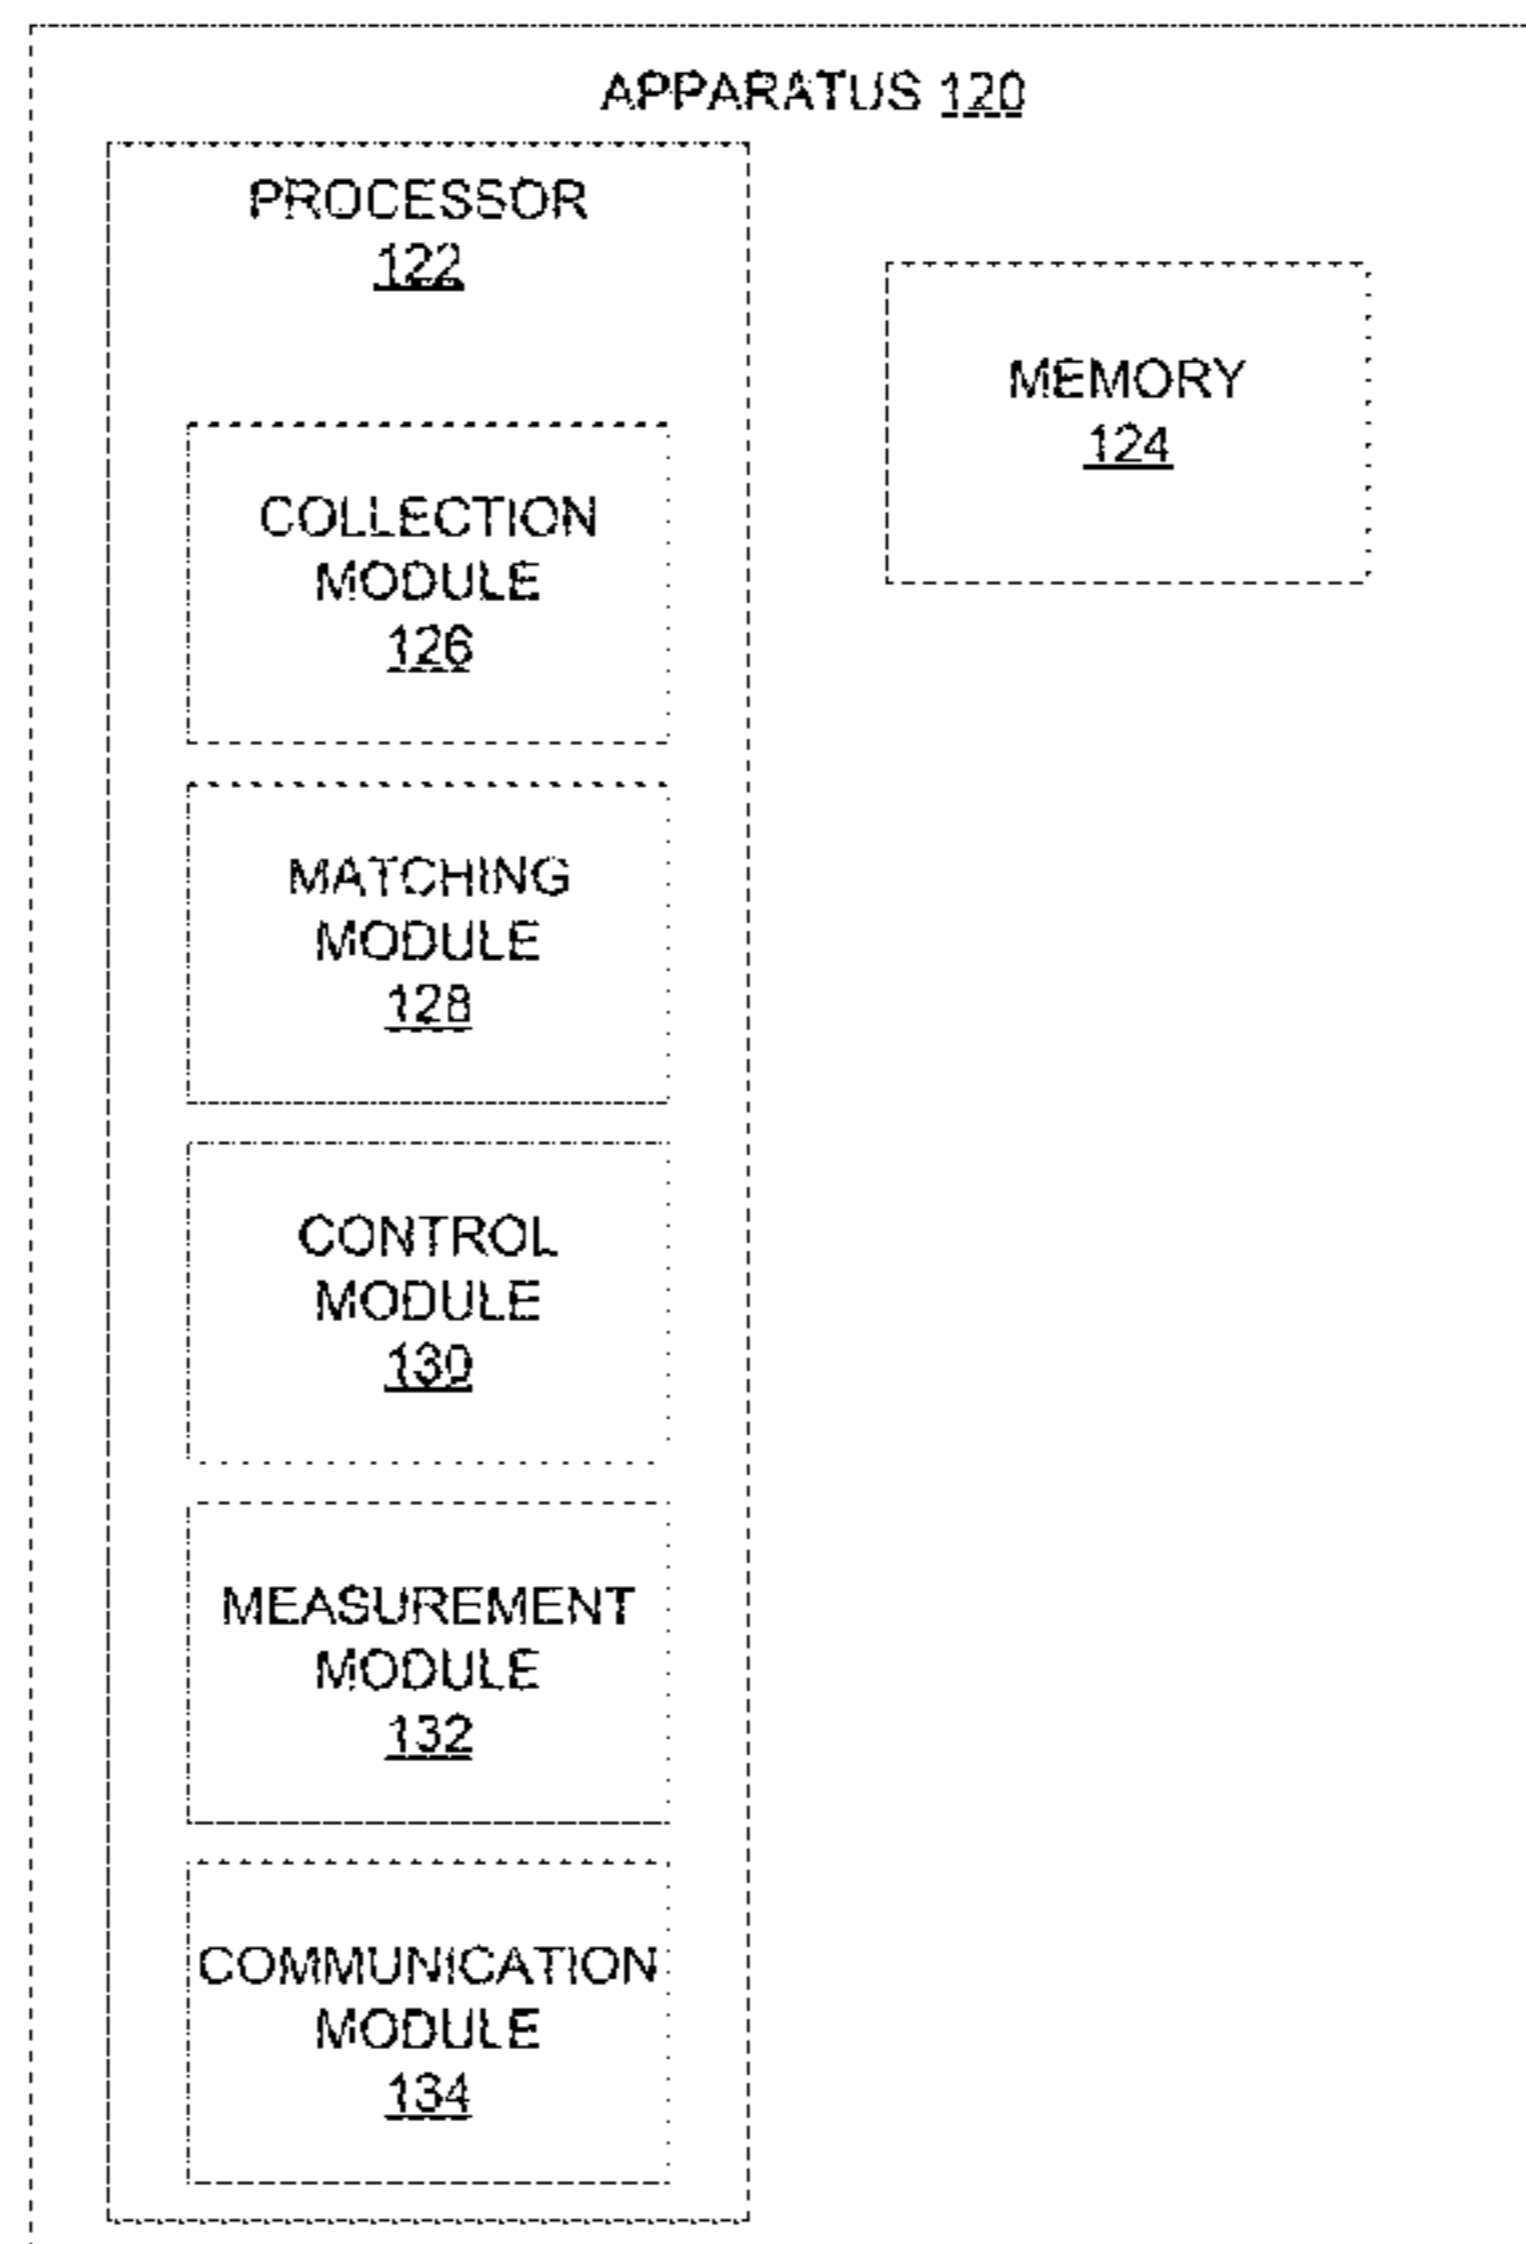 APPARATUS 120
PROCESSOR
122
MEMORY
124
COLLECTION
MODULE
126
MATCHING
MODULE
128
CONTROL
MODULE
130
MEASUREMENT
MODULE
132
COMMUNICATION
MODULE
134